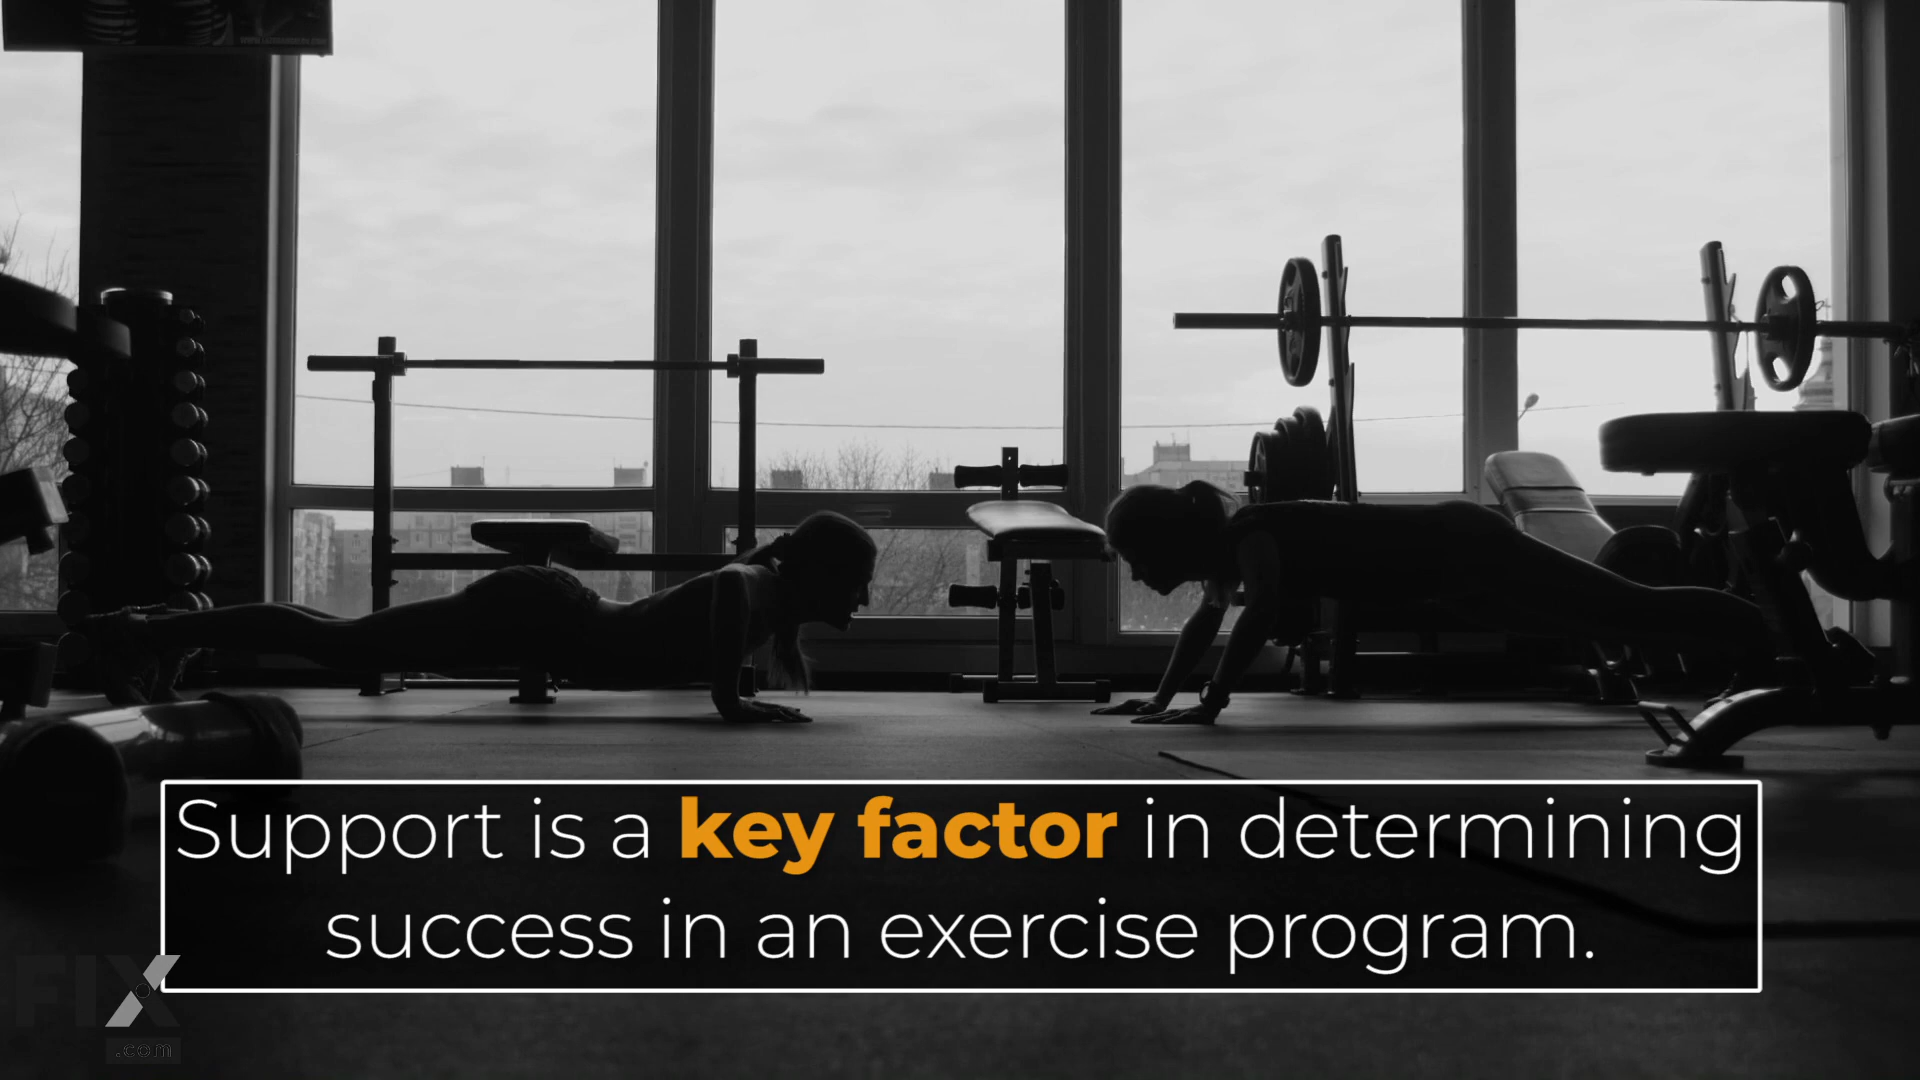 Support is a key factor in determining
success in an exercise program.
FIX
.com